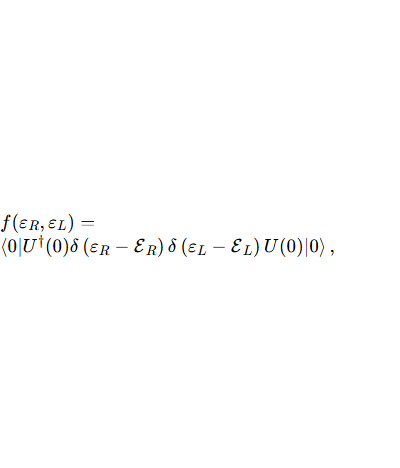 f(ε_R, ε_L) =
⟨0|U†(0)δ (ε_R − ℰ_R) δ (ε_L − ℰ_L) U(0)|0⟩ ,